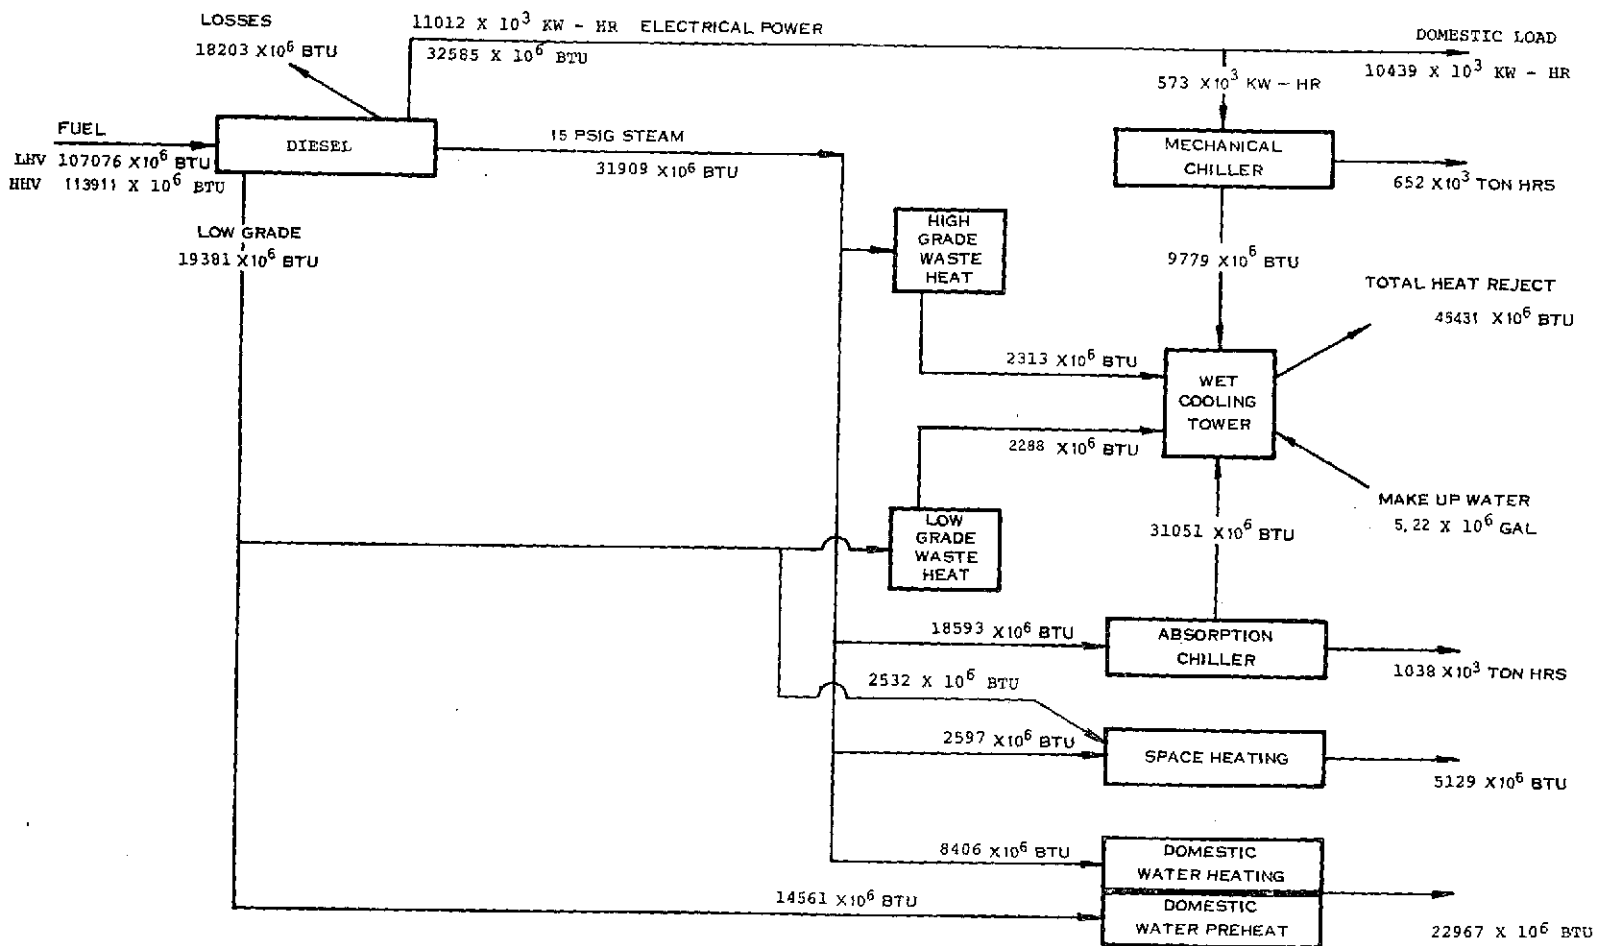 LOSSES
18203 X10⁶ BTU
11012 X 10³ KW - HR ELECTRICAL POWER
32585 X 10⁶ BTU
DOMESTIC LOAD
10439 X 10³ KW - HR
573 X10³ KW - HR
FUEL
LHV 107076 X10⁶ BTU
HHV 113911 X 10⁶ BTU
DIESEL
15 PSIG STEAM
31909 X10⁶ BTU
MECHANICAL
CHILLER
652 X10³ TON HRS
LOW GRADE
19381 X10⁶ BTU
HIGH
GRADE
WASTE
HEAT
9779 X10⁶ BTU
TOTAL HEAT REJECT
45431 X10⁶ BTU
2313 X10⁶ BTU
WET
COOLING
TOWER
2288 X10⁶ BTU
MAKE UP WATER
5,22 X 10⁶ GAL
LOW
GRADE
WASTE
HEAT
31051 X10⁶ BTU
18593 X10⁶ BTU
ABSORPTION
CHILLER
1038 X10³ TON HRS
2532 X 10⁶ BTU
2597 X10⁶ BTU
SPACE HEATING
5129 X10⁶ BTU
8406 X10⁶ BTU
DOMESTIC
WATER HEATING
14561 X10⁶ BTU
DOMESTIC
WATER PREHEAT
22967 X 10⁶ BTU